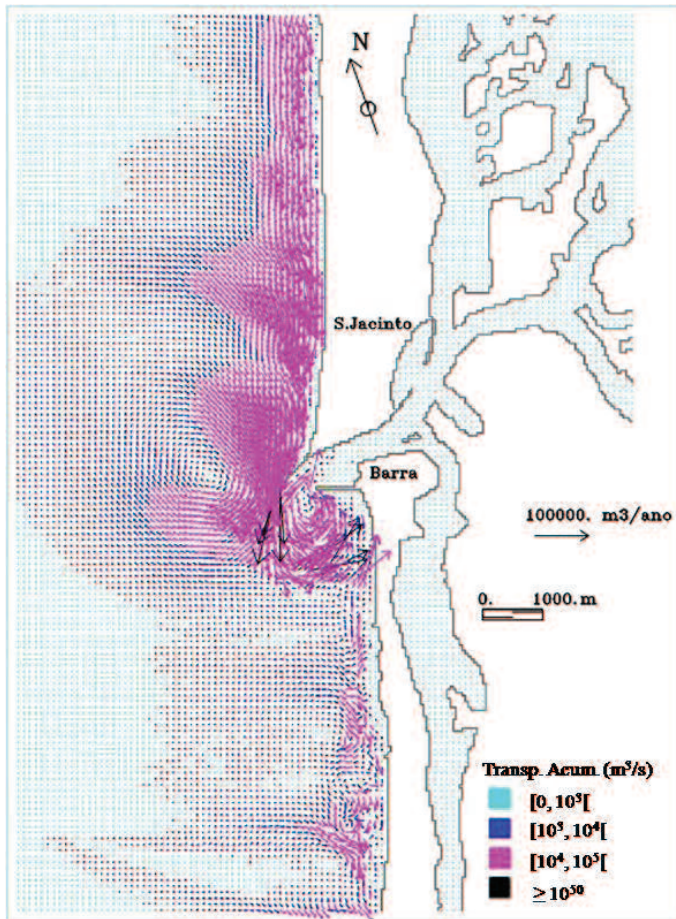 N
S.Jacinto
Barra
100000. m3/ano
0. 1000.m
Transp. Acum. (m³/s)
[0, 10³[
[10³, 10⁴[
[10⁴, 10⁵[
≥ 10⁵⁰